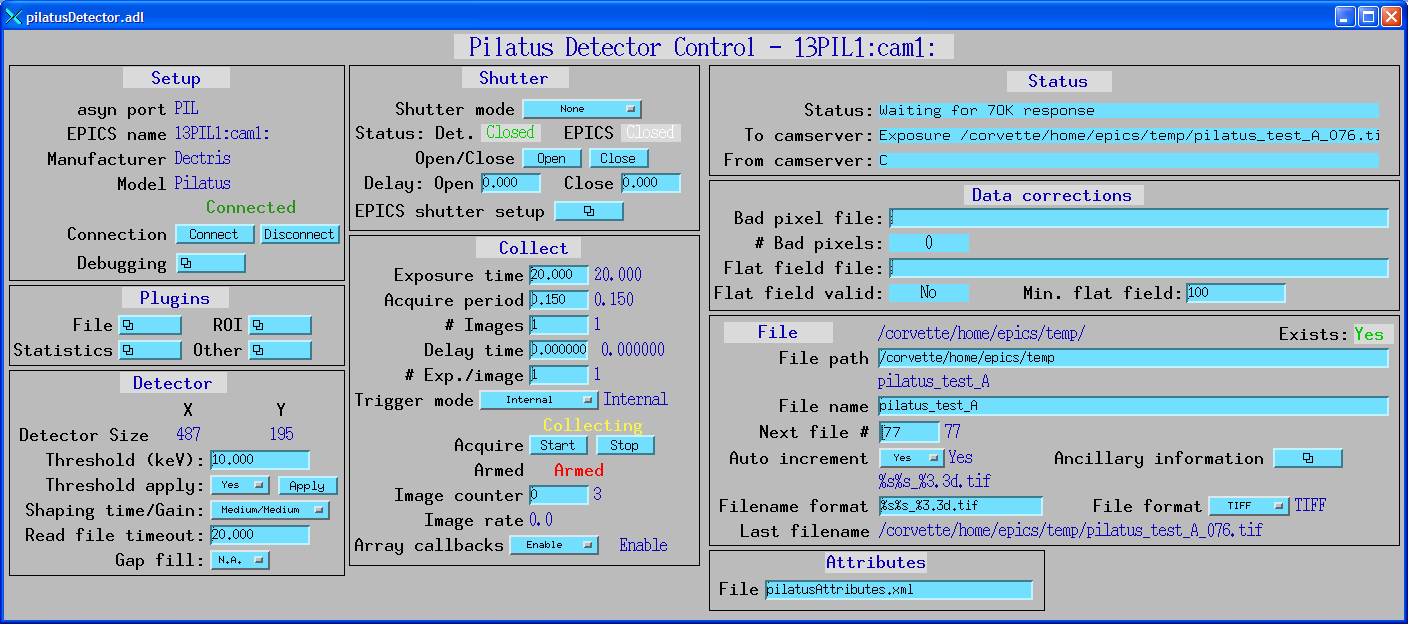 pilatusDetector.adl
Pilatus Detector Control - 13PIL1:cam1:
Setup
asyn port PIL
EPICS name 13PIL1:cam1:
Manufacturer Dectris
Model Pilatus
Connected
Connection Connect Disconnect
Debugging
Plugins
File ROI
Statistics Other
Detector
X Y
Detector Size 487 195
Threshold (keV): 10.000
Threshold apply: Yes Apply
Shaping time/Gain: Medium/Medium
Read file timeout: 20.000
Gap fill: N.A.
Shutter
Shutter mode None
Status: Det. Closed EPICS Closed
Open/Close Open Close
Delay: Open 0.000 Close 0.000
EPICS shutter setup
Collect
Exposure time 20.000 20.000
Acquire period 0.150 0.150
# Images 1 1
Delay time 0.000000 0.000000
# Exp./image 1 1
Trigger mode Internal Internal
Collecting
Acquire Start Stop
Armed Armed
Image counter 0 3
Image rate 0.0
Array callbacks Enable Enable
Status
Status: Waiting for 7OK response
To camserver: Exposure /corvette/home/epics/temp/pilatus_test_A_076.ti
From camserver: C
Data corrections
Bad pixel file:
# Bad pixels: 0
Flat field file:
Flat field valid: No Min. flat field: 100
File /corvette/home/epics/temp/ Exists: Yes
File path /corvette/home/epics/temp
pilatus_test_A
File name pilatus_test_A
Next file # 77 77
Auto increment Yes Yes Ancillary information
%s%s_%3.3d.tif
Filename format %s%s_%3.3d.tif File format TIFF TIFF
Last filename /corvette/home/epics/temp/pilatus_test_A_076.tif
Attributes
File pilatusAttributes.xml